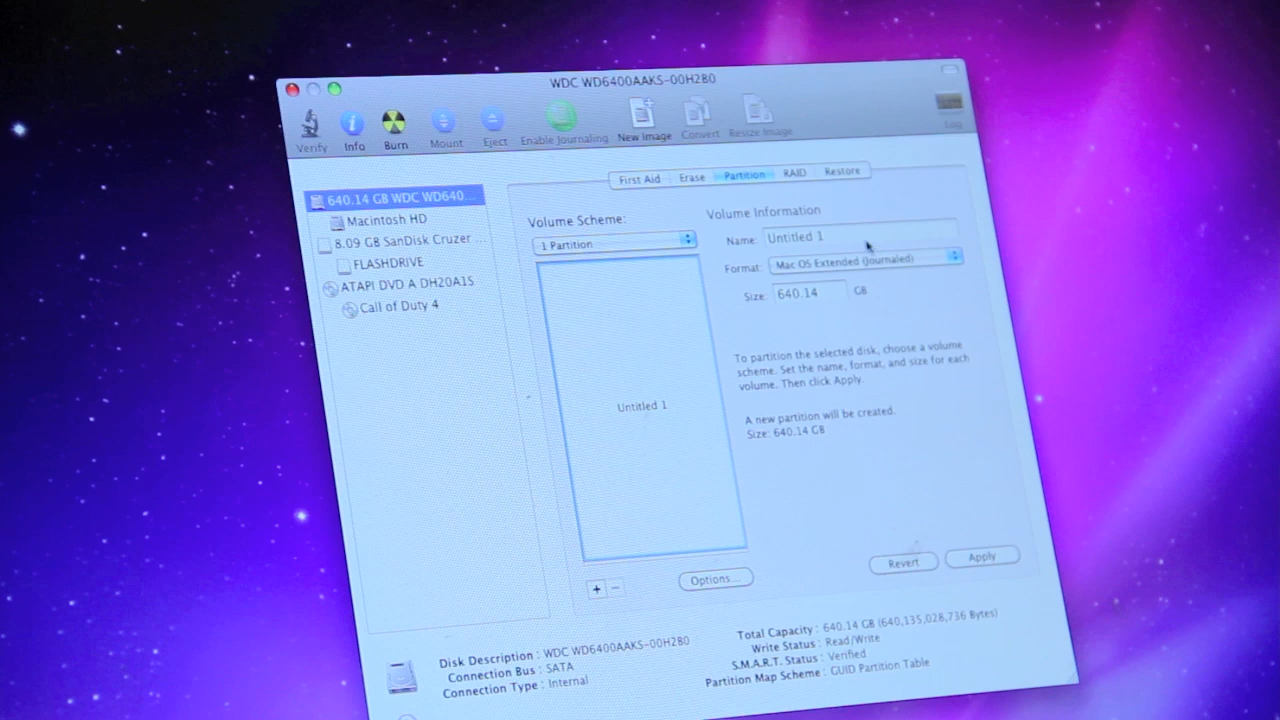 WDC WD6400AAKS-00H2B0
Verify Info Burn Mount Eject Enable Journaling New Image Convert Resize Image Log
First Aid Erase Partition RAID Restore
640.14 GB WDC WD640...
Macintosh HD
8.09 GB SanDisk Cruzer ...
FLASHDRIVE
ATAPI DVD A DH20A1S
Call of Duty 4
Volume Scheme:
1 Partition
Untitled 1
+ −
Options...
Volume Information
Name: Untitled 1
Format: Mac OS Extended (Journaled)
Size: 640.14 GB
To partition the selected disk, choose a volume
scheme. Set the name, format, and size for each
volume. Then click Apply.
A new partition will be created.
Size: 640.14 GB
Revert Apply
Disk Description : WDC WD6400AAKS-00H2B0
Connection Bus : SATA
Connection Type : Internal
Total Capacity : 640.14 GB (640,135,028,736 Bytes)
Write Status : Read/Write
S.M.A.R.T. Status : Verified
Partition Map Scheme : GUID Partition Table